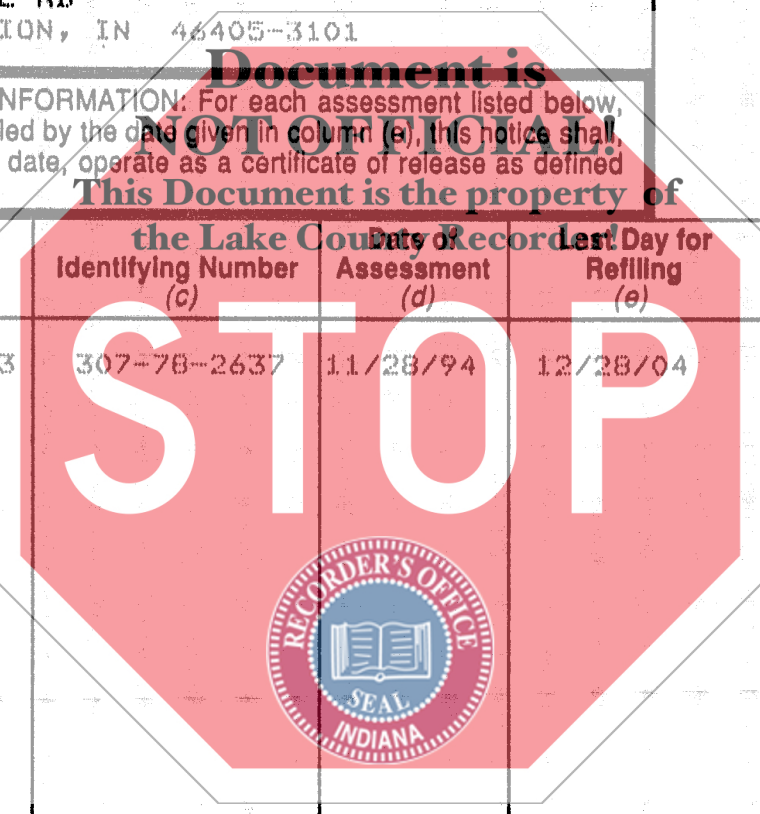 ION, IN 46405-3101
Document is
NFORMATION: For each assessment listed below,
led by the date given in column (e), this notice shall,
NOT OFFICIAL!
date, operate as a certificate of release as defined
This Document is the property of
the Lake County Recorder!
Identifying Number
(c)
Date of
Assessment
(d)
Last Day for
Refiling
(e)
3 307-78-2637 11/28/94 12/28/04
STOP
RECORDER'S OFFICE
SEAL
INDIANA